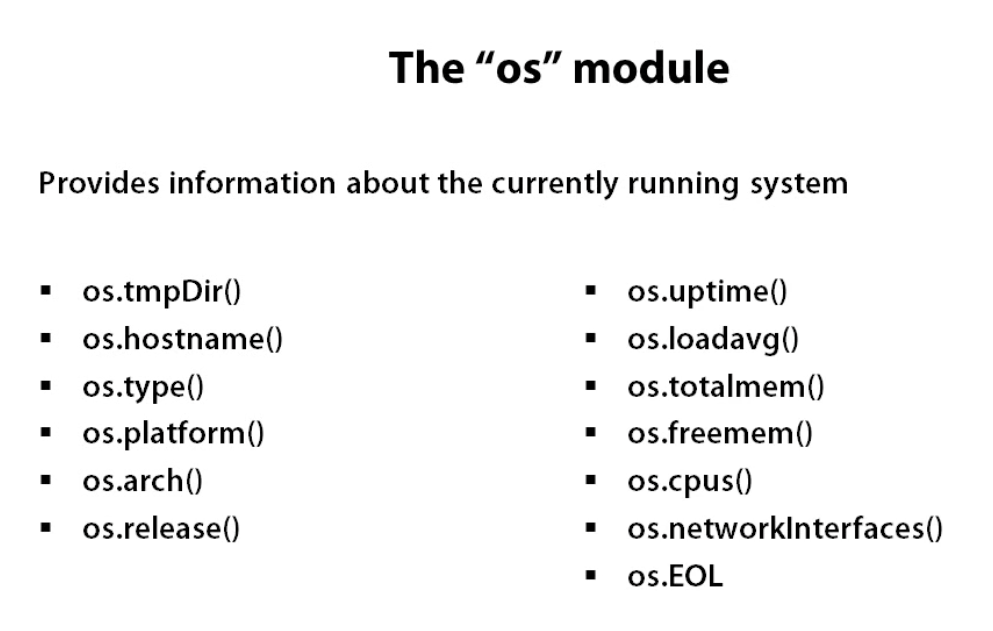 The “os” module
Provides information about the currently running system
▪ os.tmpDir()
▪ os.hostname()
▪ os.type()
▪ os.platform()
▪ os.arch()
▪ os.release()
▪ os.uptime()
▪ os.loadavg()
▪ os.totalmem()
▪ os.freemem()
▪ os.cpus()
▪ os.networkInterfaces()
▪ os.EOL